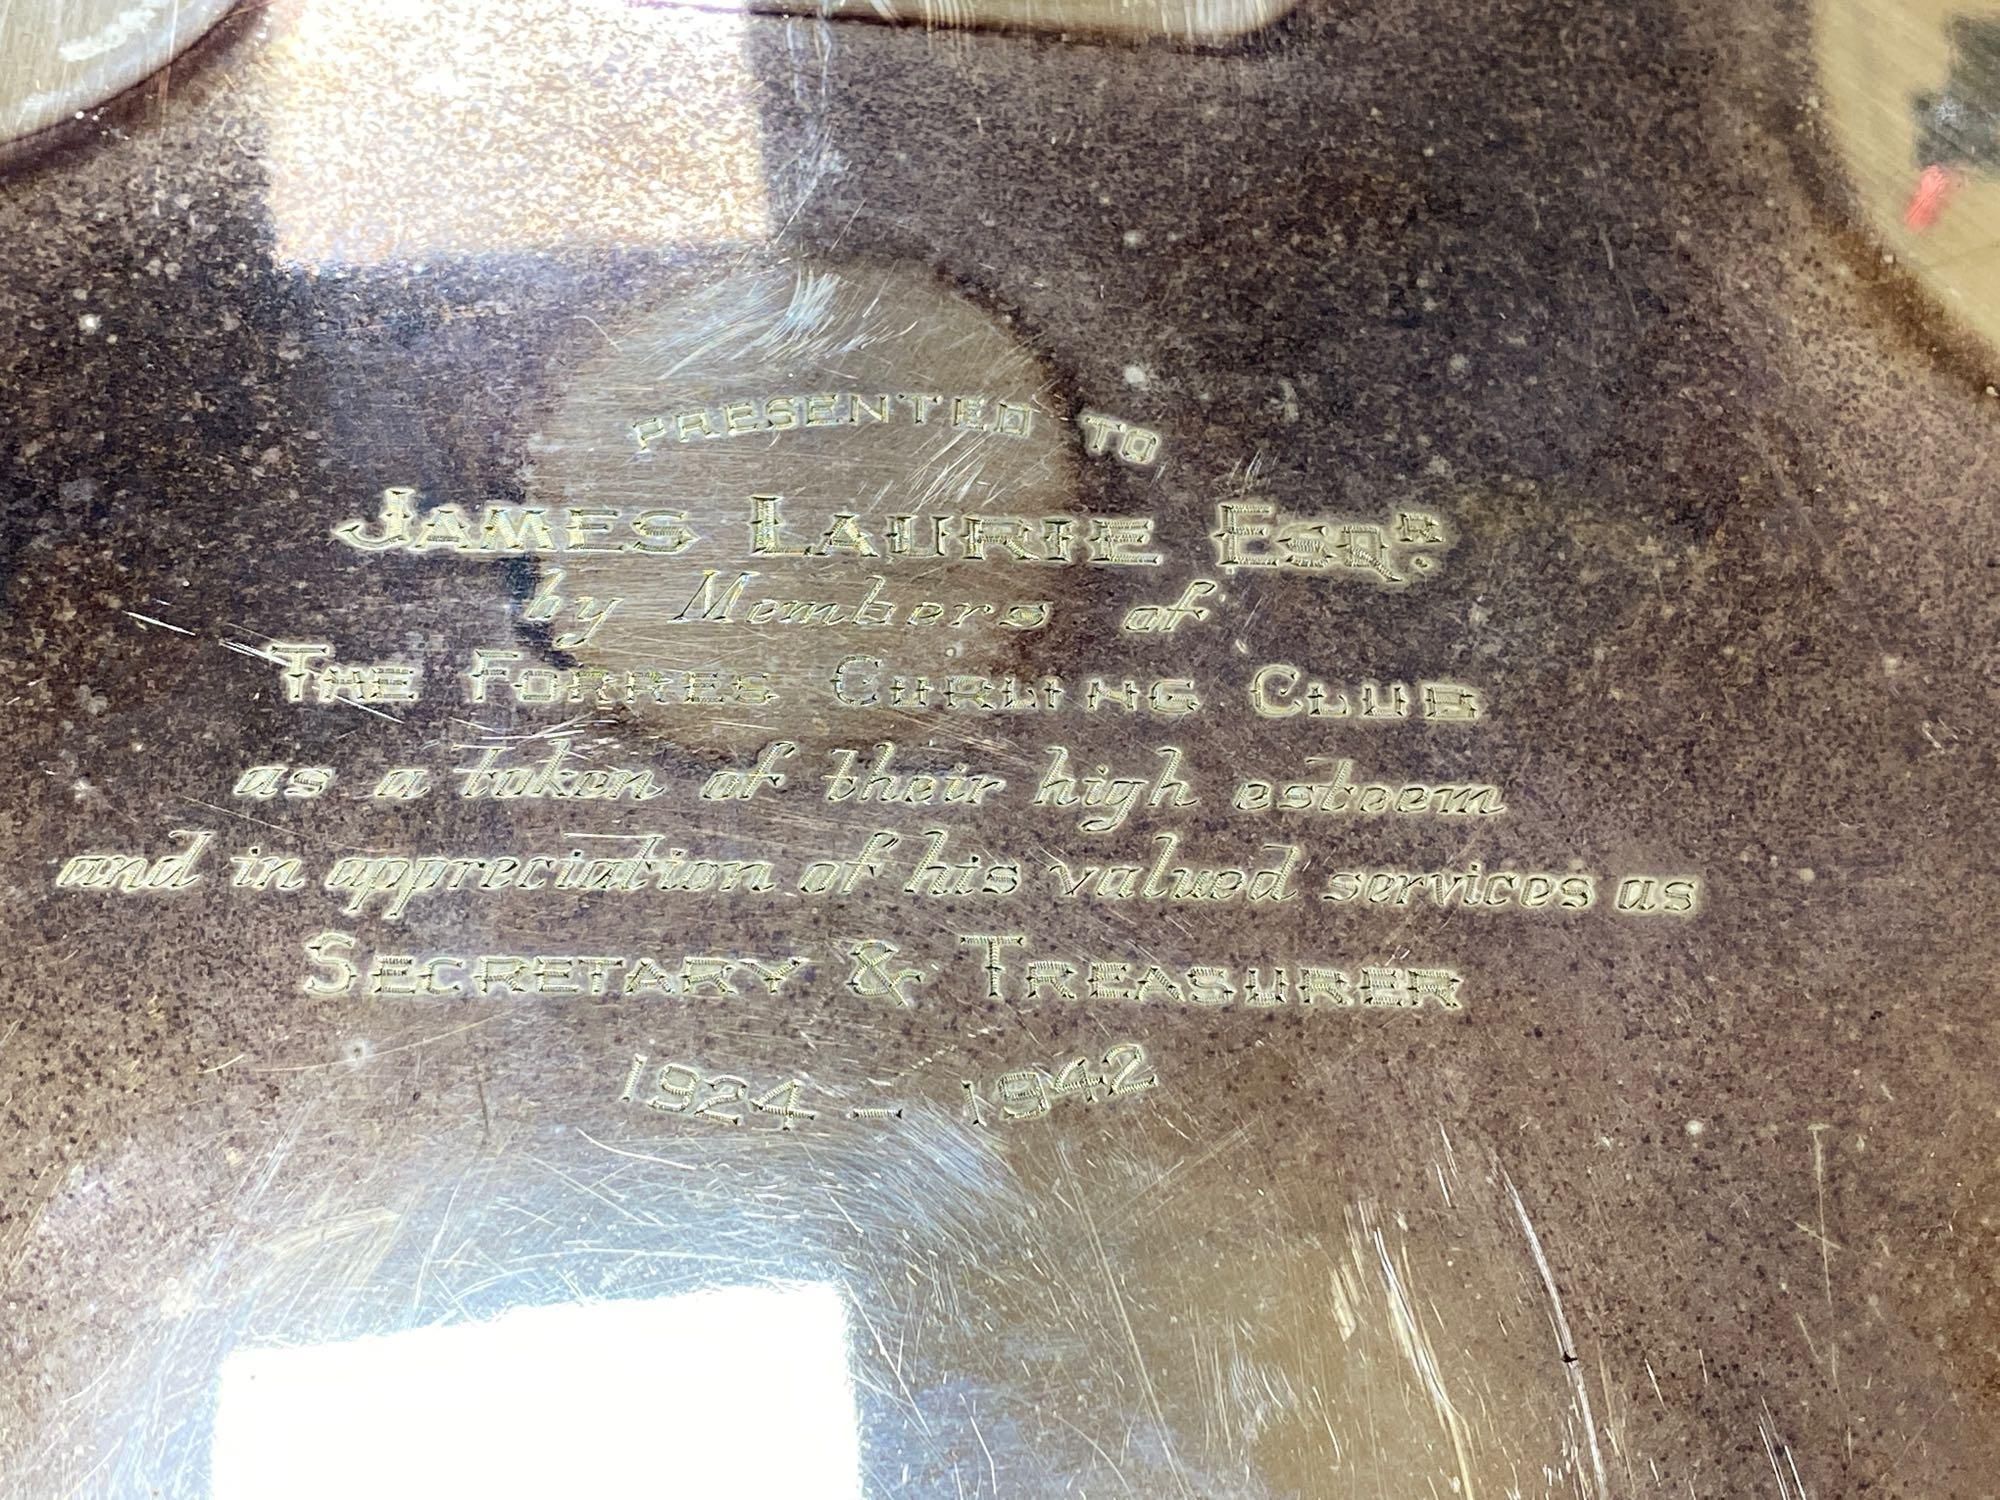 PRESENTED TO
JAMES LAURIE ESQR.
by Members of
THE FORRES CURLING CLUB
as a token of their high esteem
and in appreciation of his valued services as
SECRETARY & TREASURER
1924 - 1942